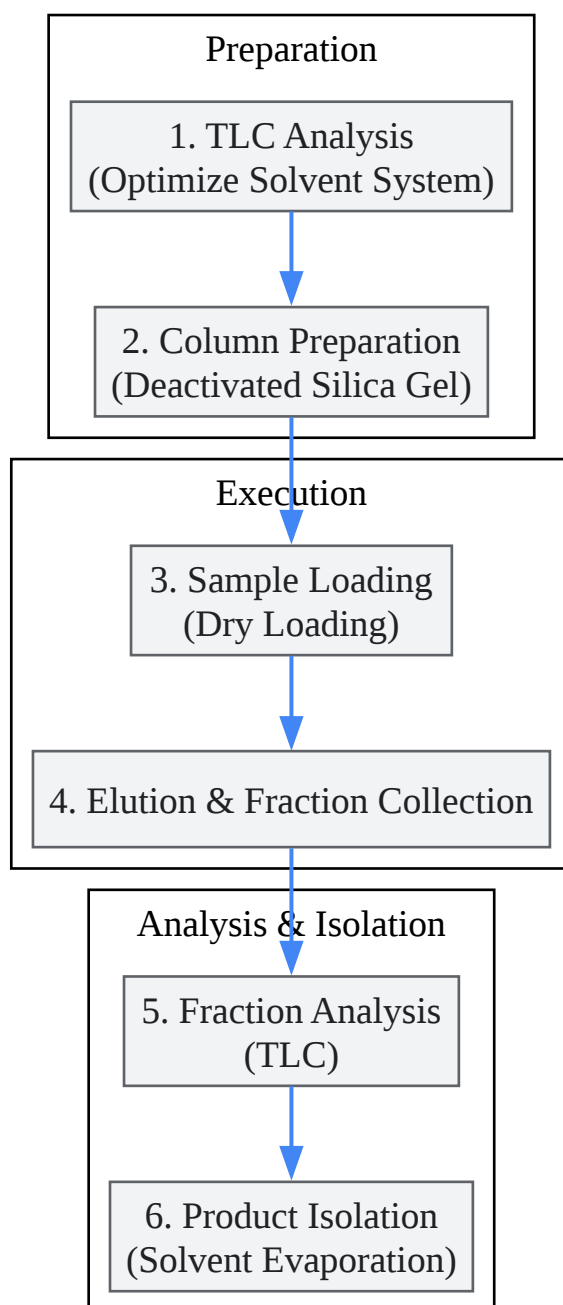 Preparation
1. TLC Analysis
(Optimize Solvent System)
2. Column Preparation
(Deactivated Silica Gel)
Execution
3. Sample Loading
(Dry Loading)
4. Elution & Fraction Collection
Analysis & Isolation
5. Fraction Analysis
(TLC)
6. Product Isolation
(Solvent Evaporation)